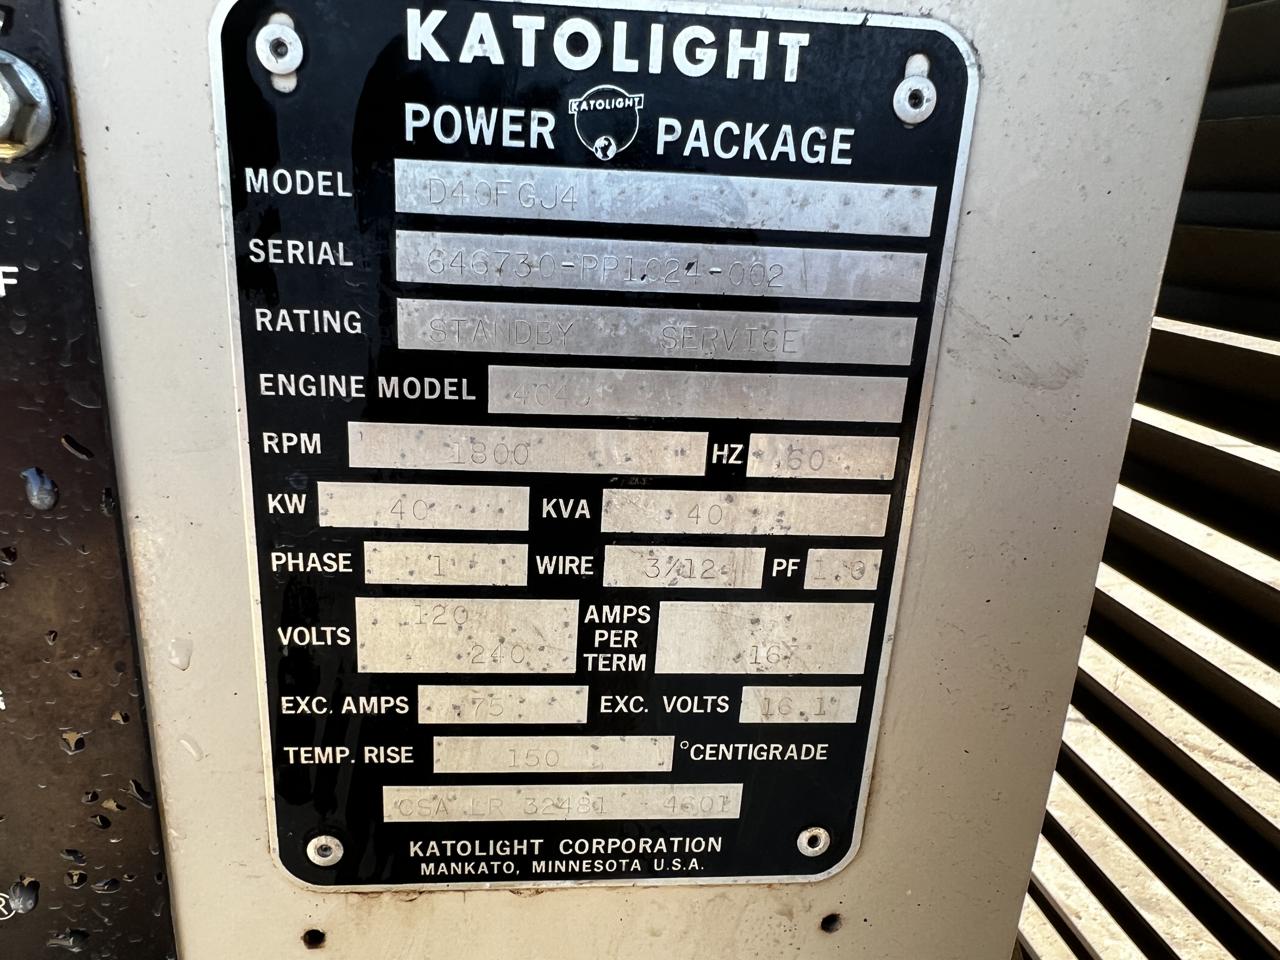 KATOLIGHT
POWER KATOLIGHT PACKAGE
MODEL D40FGJ4
SERIAL 646730-PP1024-002
RATING STANDBY SERVICE
ENGINE MODEL
RPM 1800 HZ 60
KW 40 KVA 40
PHASE 1 WIRE 3/12 PF 1.0
VOLTS 120 240 AMPS PER TERM 167
EXC. AMPS .75 EXC. VOLTS 16.1
TEMP. RISE 150 °CENTIGRADE
CSA LR 32481 - 4601
KATOLIGHT CORPORATION
MANKATO, MINNESOTA U.S.A.
F
®